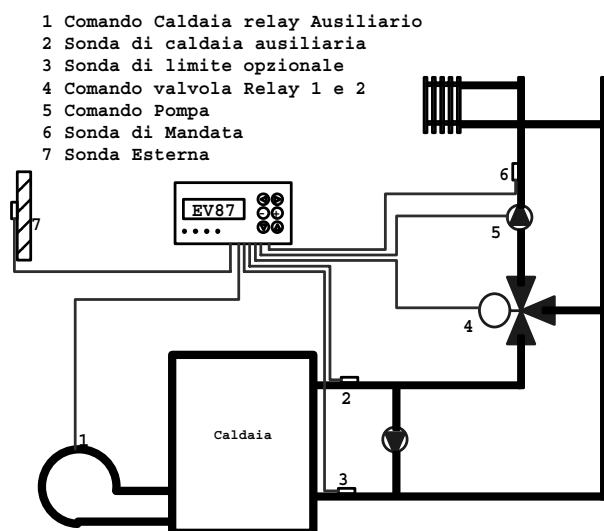 1 Comando Caldaia relay Ausiliario
2 Sonda di caldaia ausiliaria
3 Sonda di limite opzionale
4 Comando valvola Relay 1 e 2
5 Comando Pompa
6 Sonda di Mandata
7 Sonda Esterna
6
EV87
7
5
4
2
Caldaia
1
3